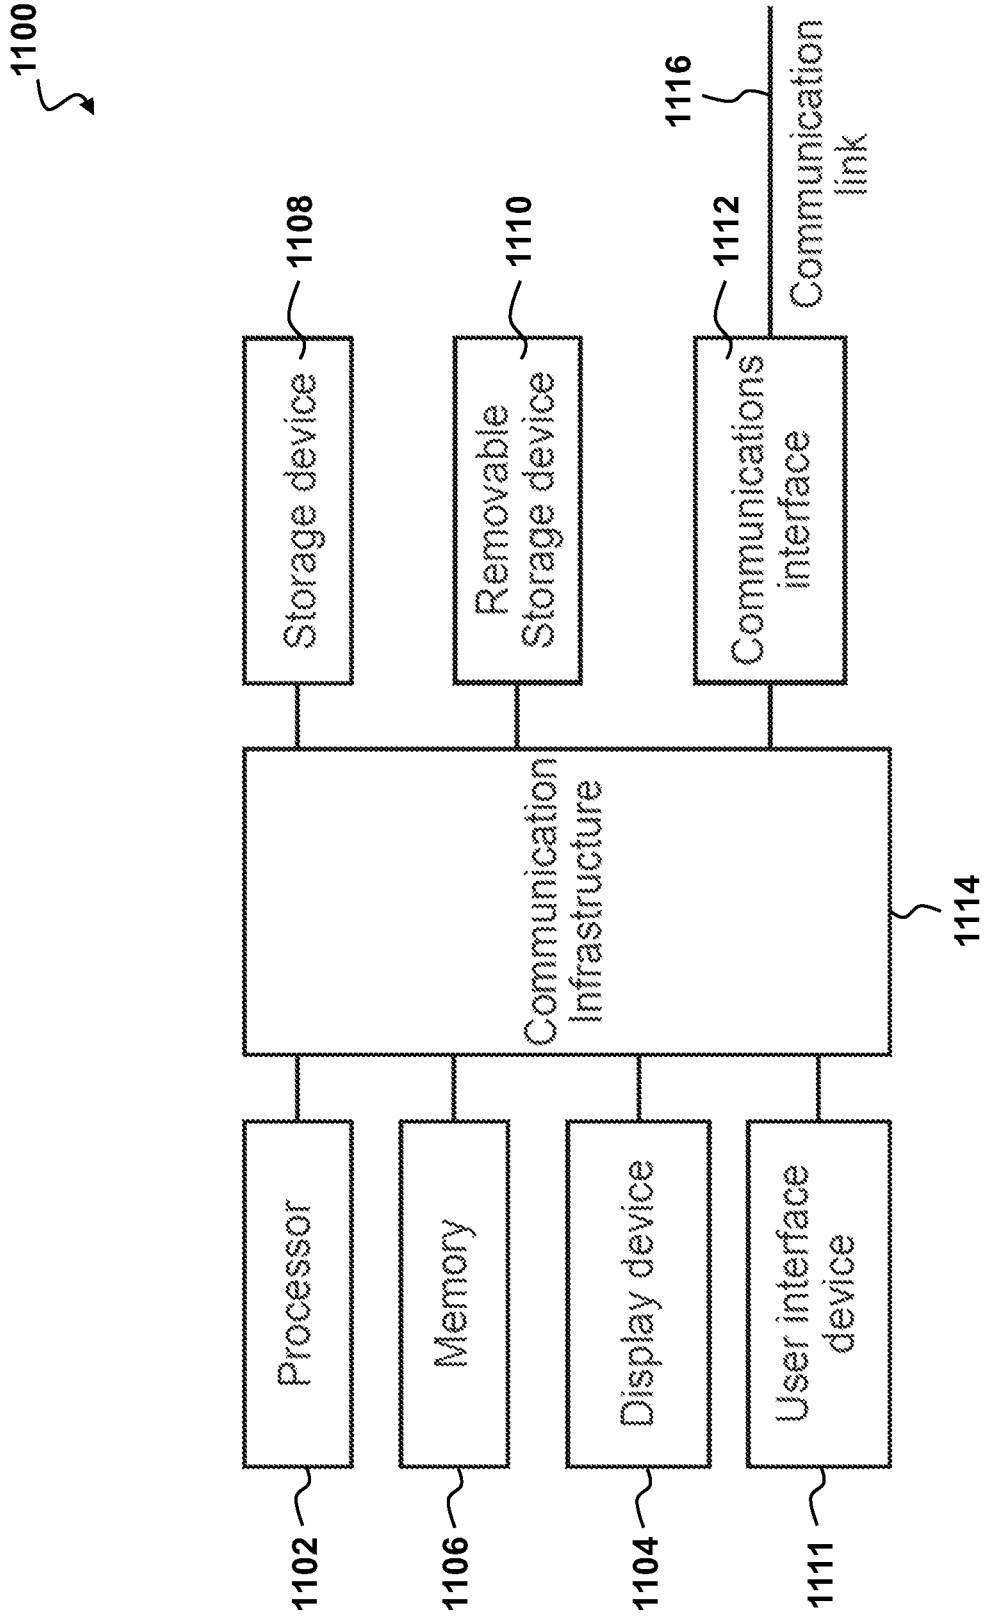 1100
1102
Processor
1106
Memory
1104
Display device
1111
User interface
device
Communication
Infrastructure
1114
Storage device
1108
Removable
Storage device
1110
Communications
interface
1112
1116
Communication
link